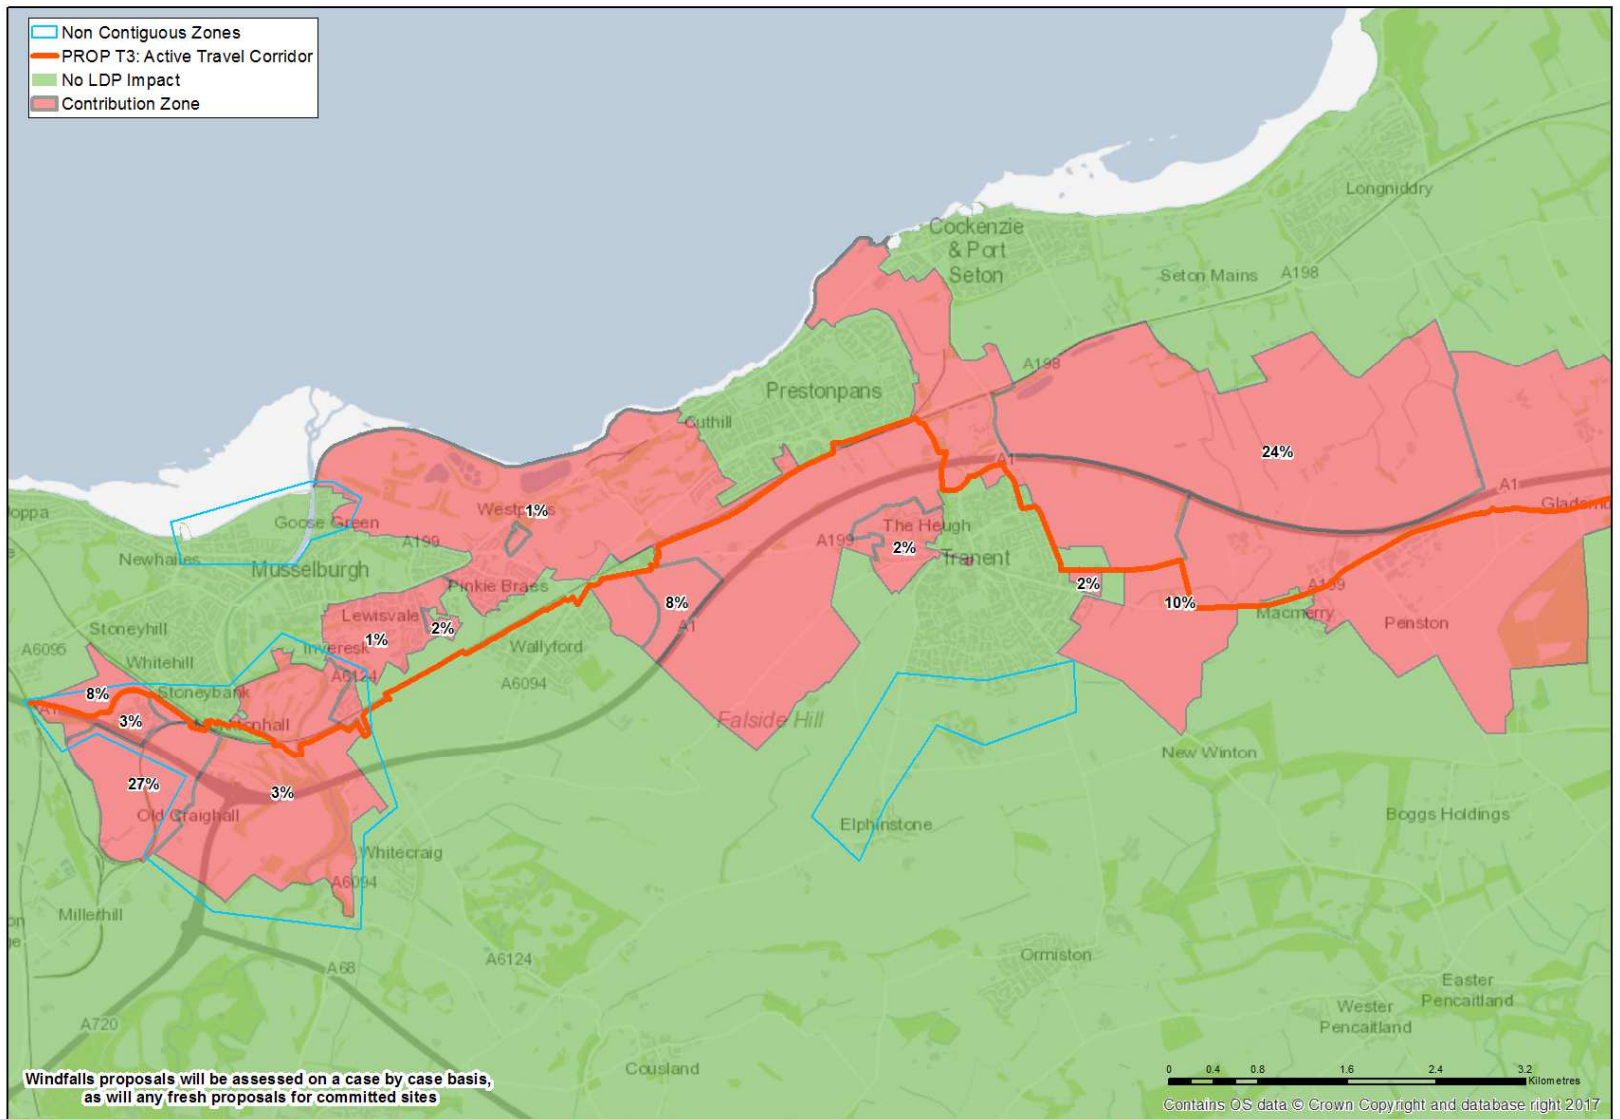 Non Contiguous Zones
PROP T3: Active Travel Corridor
No LDP Impact
Contribution Zone
Longniddry
Cockenzie
& Port
Seton
Seton Mains
A198
A198
Prestonpans
Cuthill
24%
A1
A1
Goose Green
1%
A199
The Heugh
A199
2%
Tranent
Newhailes
Musselburgh
Pinkie Braes
2%
A199
10%
Macmerry
Penston
8%
A1
Lewisvale
2%
1%
Stoneyhill
A6095
Whitehill
Inveresk
Wallyford
A6124
A6094
8%
Stoneybank
3%
Falside Hill
New Winton
27%
3%
Old Craighall
Elphinstone
Boggs Holdings
Whitecraig
A6094
Millerhill
A68
A6124
Ormiston
Easter
Pencaitland
Wester
Pencaitland
A720
Cousland
Windfalls proposals will be assessed on a case by case basis,
as will any fresh proposals for committed sites
0 0.4 0.8 1.6 2.4 3.2
Kilometres
Contains OS data © Crown Copyright and database right 2017